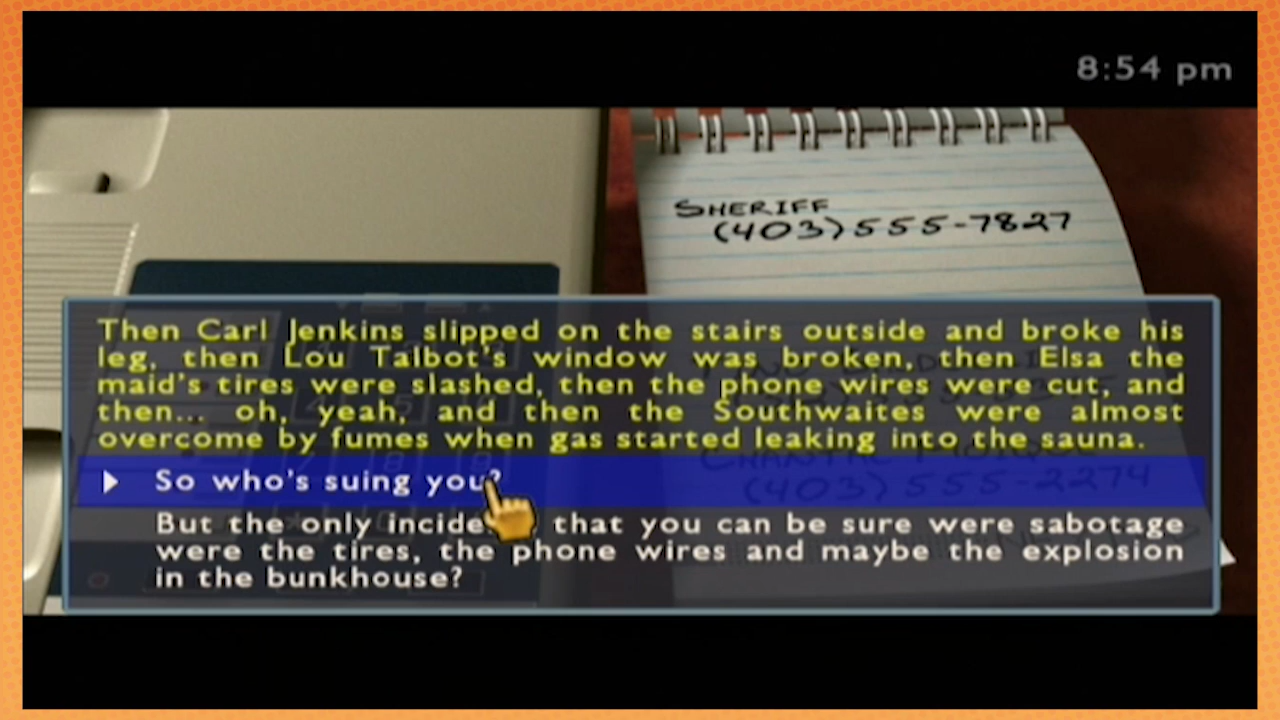 8:54 pm
SHERIFF
(403) 555-7827
Then Carl Jenkins slipped on the stairs outside and broke his
leg, then Lou Talbot's window was broken, then Elsa the
maid's tires were slashed, then the phone wires were cut, and
then... oh, yeah, and then the Southwaites were almost
overcome by fumes when gas started leaking into the sauna.
So who's suing you?
But the only that you can be sure were sabotage
were the tires, the phone wires and maybe the explosion
in the bunkhouse?
(403) 555-2274